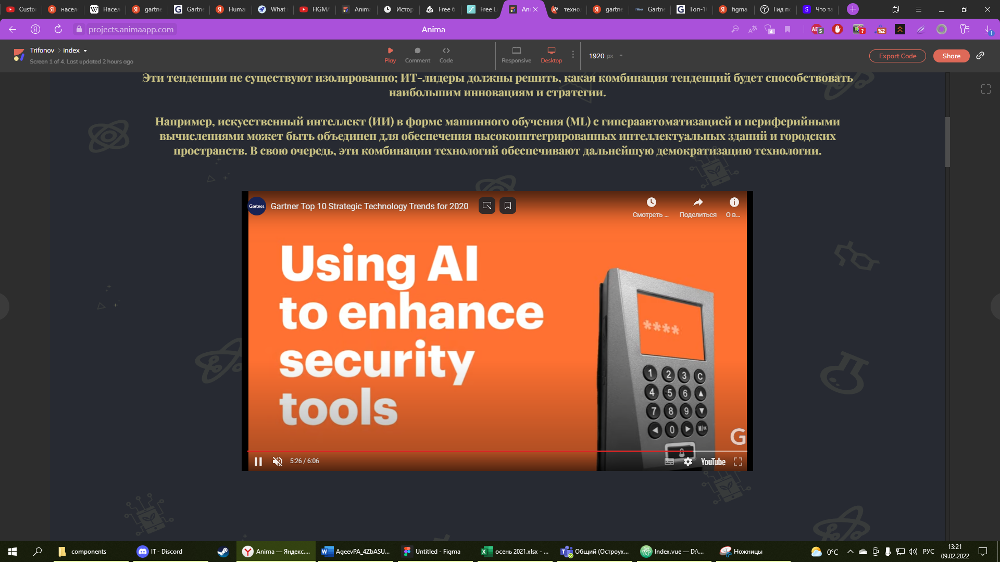 Custo
насел
Насел
gartne
Gartne
Huma
What i
FIGMA
Anima
Истор
Free 6
Free L
Ani
техно
gartne
Gartne
Топ-1
figma
Гид по
Что та
projects.animaapp.com
Anima
Trifonov > index
Screen 1 of 4. Last updated 2 hours ago
Play
Comment
Code
Responsive
Desktop
1920 px
Export Code
Share
Эти тенденции не существуют изолированно; ИТ-лидеры должны решить, какая комбинация тенденций будет способствовать
наибольшим инновациям и стратегии.
Например, искусственный интеллект (ИИ) в форме машинного обучения (ML) с гиперавтоматизацией и периферийными
вычислениями может быть объединен для обеспечения высокоинтегрированных интеллектуальных зданий и городских
пространств. В свою очередь, эти комбинации технологий обеспечивают дальнейшую демократизацию технологии.
Gartner
Gartner Top 10 Strategic Technology Trends for 2020
Смотреть ...
Поделиться
О в...
Using AI
to enhance
security
tools
****
1 2 3 C
4 5 6
7 8 9
0
G
5:26 / 6:06
YouTube
components
IT - Discord
Anima — Яндекс....
AgeevPA_4ZbASU...
Untitled - Figma
осень 2021.xlsx - ...
Общий (Остроух...
Index.vue — D:\...
Ножницы
0°C
РУС
13:21
09.02.2022